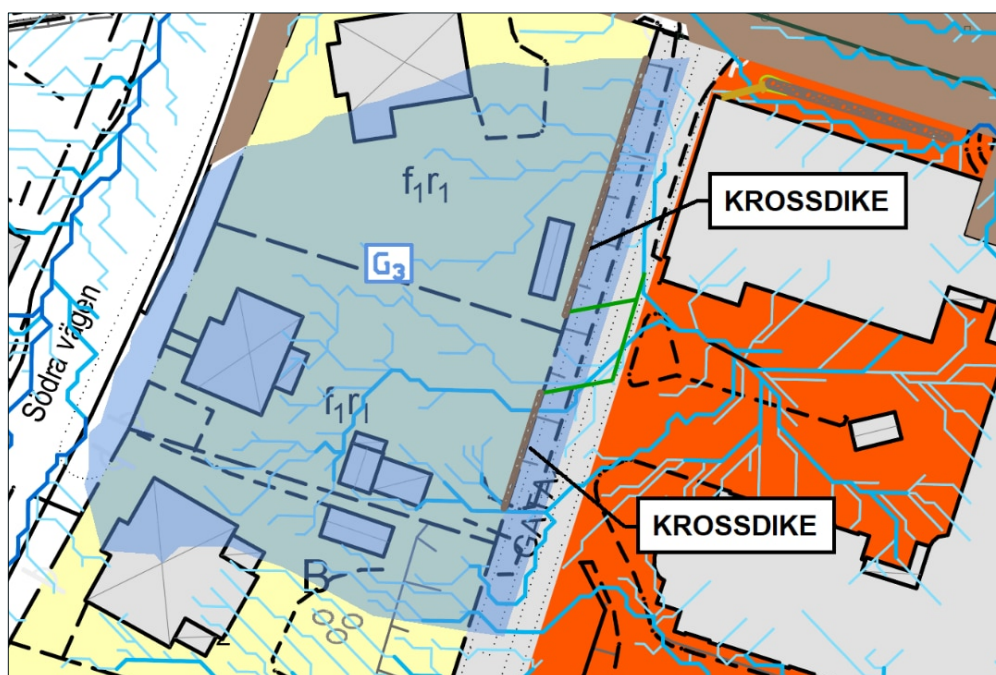 f₁r₁
KROSSDIKE
G₃
Södra Vägen
f₁r₁
KROSSDIKE
GATA
B